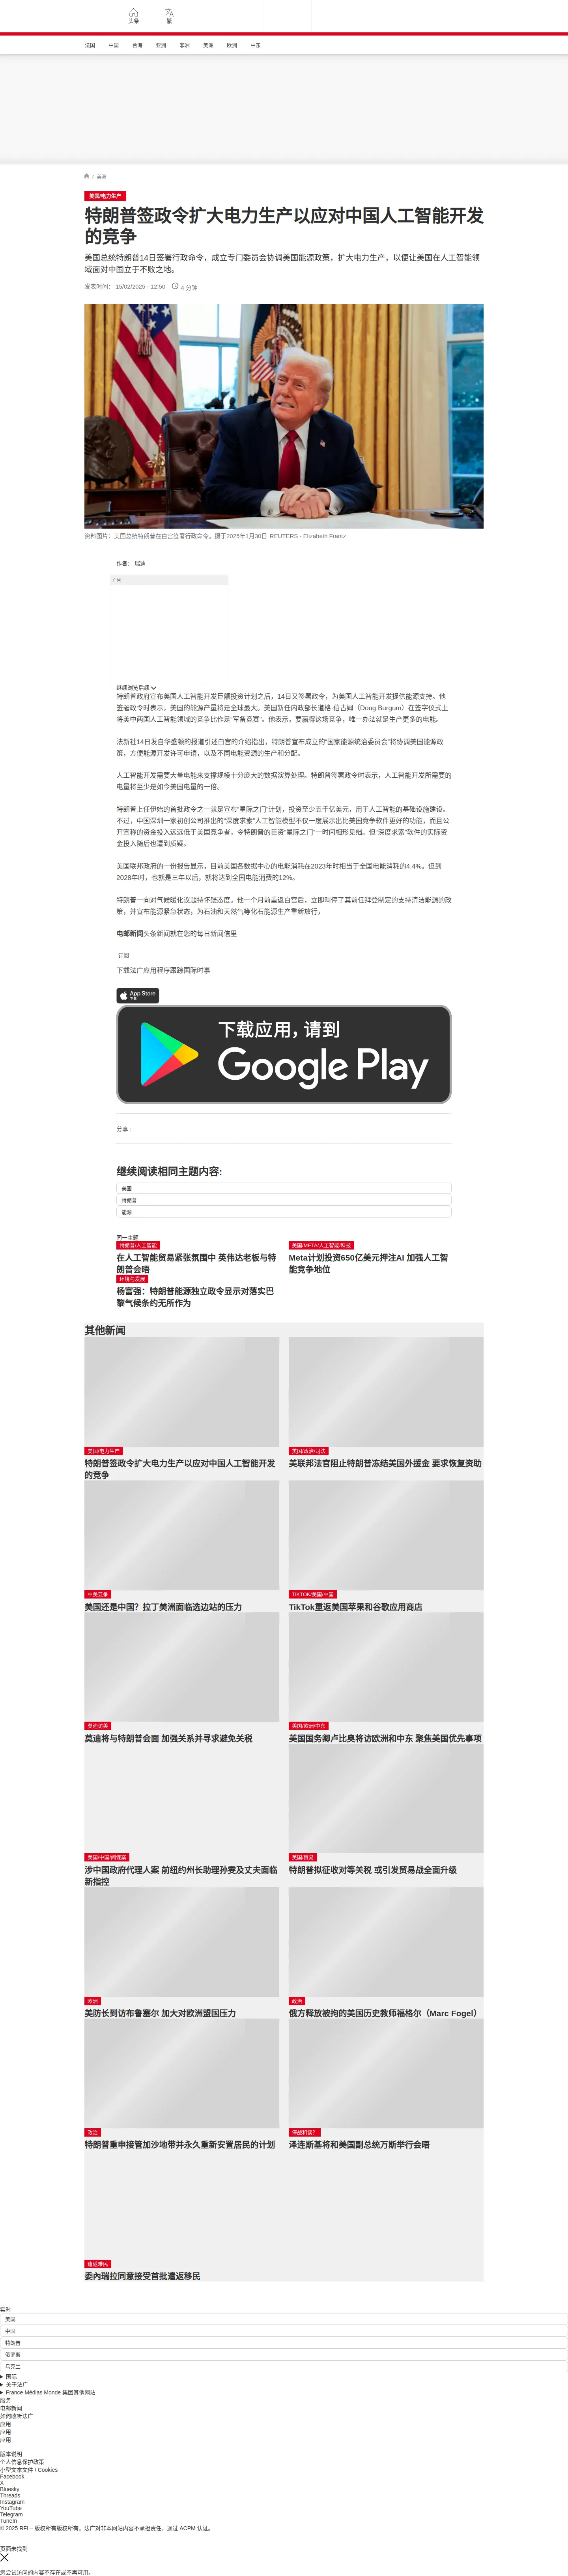 头条
繁
法国
中国
台海
亚洲
非洲
美洲
欧洲
中东
/ 美洲
美国/电力生产
特朗普签政令扩大电力生产以应对中国人工智能开发
的竞争
美国总统特朗普14日签署行政命令，成立专门委员会协调美国能源政策，扩大电力生产，以便让美国在人工智能领
域面对中国立于不败之地。
发表时间： 15/02/2025 - 12:50 4 分钟
资料图片：美国总统特朗普在白宫签署行政命令。摄于2025年1月30日 REUTERS - Elizabeth Frantz
作者： 瑞迪
广告
继续浏览后续
特朗普政府宣布美国人工智能开发巨额投资计划之后，14日又签署政令，为美国人工智能开发提供能源支持。他
签署政令时表示，美国的能源产量将是全球最大。美国新任内政部长道格·伯古姆（Doug Burgum）在签字仪式上
将美中两国人工智能领域的竞争比作是“军备竞赛”。他表示，要赢得这场竞争，唯一办法就是生产更多的电能。
法新社14日发自华盛顿的报道引述白宫的介绍指出，特朗普宣布成立的“国家能源统治委员会”将协调美国能源政
策，方便能源开发许可申请，以及不同电能资源的生产和分配。
人工智能开发需要大量电能来支撑规模十分庞大的数据演算处理。特朗普签署政令时表示，人工智能开发所需要的
电量将至少是如今美国电量的一倍。
特朗普上任伊始的首批政令之一就是宣布“星际之门”计划，投资至少五千亿美元，用于人工智能的基础设施建设。
不过，中国深圳一家初创公司推出的“深度求索”人工智能模型不仅一度展示出比美国竞争软件更好的功能，而且公
开宣称的资金投入远远低于美国竞争者，令特朗普的巨资“星际之门”一时间相形见绌。但“深度求索”软件的实际资
金投入随后也遭到质疑。
美国联邦政府的一份报告显示，目前美国各数据中心的电能消耗在2023年时相当于全国电能消耗的4.4%。但到
2028年时，也就是三年以后，就将达到全国电能消费的12%。
特朗普一向对气候暖化议题持怀疑态度。他一个月前重返白宫后，立即叫停了其前任拜登制定的支持清洁能源的政
策，并宣布能源紧急状态，为石油和天然气等化石能源生产重新放行，
电邮新闻头条新闻就在您的每日新闻信里
订阅
下载法广应用程序跟踪国际时事
App Store
下载
下载应用，请到
Google Play
分享 :
继续阅读相同主题内容:
美国
特朗普
能源
同一主题
特朗普/人工智能
在人工智能贸易紧张氛围中 英伟达老板与特
朗普会晤
美国/META/人工智能/科技
Meta计划投资650亿美元押注AI 加强人工智
能竞争地位
环境与发展
杨富强：特朗普能源独立政令显示对落实巴
黎气候条约无所作为
其他新闻
美国/电力生产
特朗普签政令扩大电力生产以应对中国人工智能开发
的竞争
美国/政治/司法
美联邦法官阻止特朗普冻结美国外援金 要求恢复资助
中美竞争
美国还是中国？拉丁美洲面临选边站的压力
TIKTOK/美国/中国
TikTok重返美国苹果和谷歌应用商店
莫迪访美
莫迪将与特朗普会面 加强关系并寻求避免关税
美国/欧洲/中东
美国国务卿卢比奥将访欧洲和中东 聚焦美国优先事项
美国/中国/间谍案
涉中国政府代理人案 前纽约州长助理孙雯及丈夫面临
新指控
美国/贸易
特朗普拟征收对等关税 或引发贸易战全面升级
欧洲
美防长到访布鲁塞尔 加大对欧洲盟国压力
政治
俄方释放被拘的美国历史教师福格尔（Marc Fogel）
政治
特朗普重申接管加沙地带并永久重新安置居民的计划
停战和谈？
泽连斯基将和美国副总统万斯举行会晤
遣返难民
委內瑞拉同意接受首批遣返移民
实时
美国
中国
特朗普
俄罗斯
乌克兰
国际
关于法广
France Médias Monde 集团其他网站
服务
电邮新闻
如何收听法广
应用
应用
应用
版本说明
个人信息保护政策
小型文本文件 / Cookies
Facebook
X
Bluesky
Threads
Instagram
YouTube
Telegram
TuneIn
© 2025 RFI – 版权所有版权所有。法广对非本网站内容不承担责任。通过 ACPM 认证。
页面未找到
您尝试访问的内容不存在或不再可用。